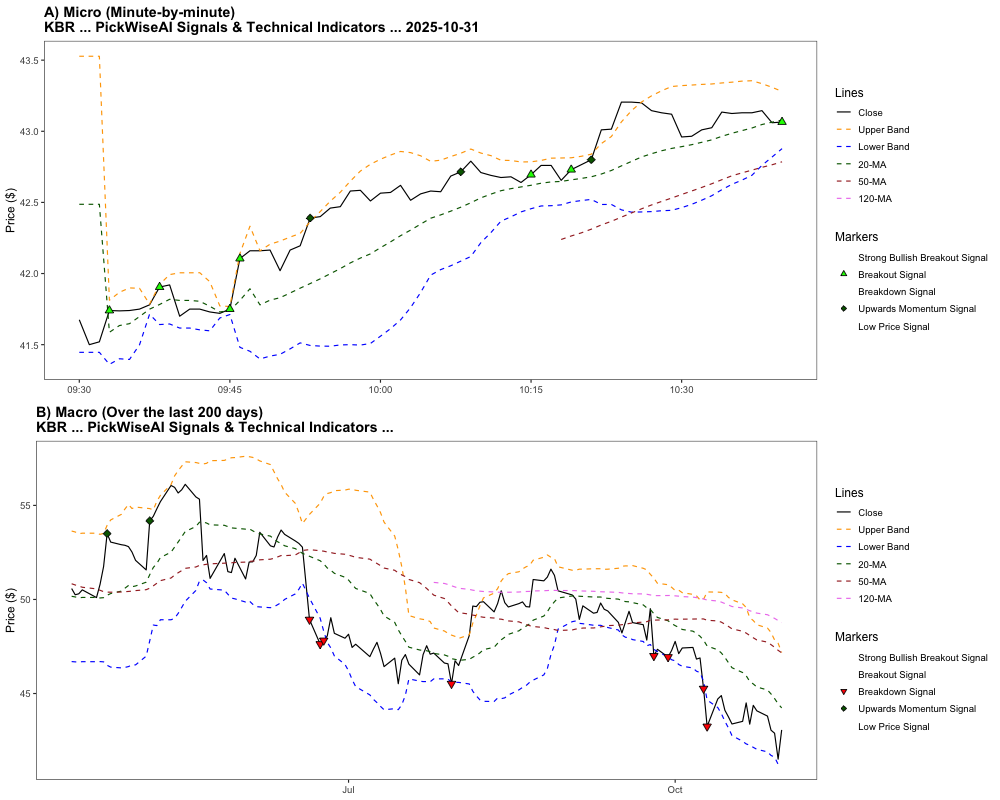 A) Micro (Minute-by-minute)
KBR ... PickWiseAI Signals & Technical Indicators ... 2025-10-31
Price ($)
43.5
43.0
42.5
42.0
41.5
09:30
09:45
10:00
10:15
10:30
Lines
Close
Upper Band
Lower Band
20-MA
50-MA
120-MA
Markers
Strong Bullish Breakout Signal
Breakout Signal
Breakdown Signal
Upwards Momentum Signal
Low Price Signal
B) Macro (Over the last 200 days)
KBR ... PickWiseAI Signals & Technical Indicators ...
Price ($)
55
50
45
Jul
Oct
Lines
Close
Upper Band
Lower Band
20-MA
50-MA
120-MA
Markers
Strong Bullish Breakout Signal
Breakout Signal
Breakdown Signal
Upwards Momentum Signal
Low Price Signal